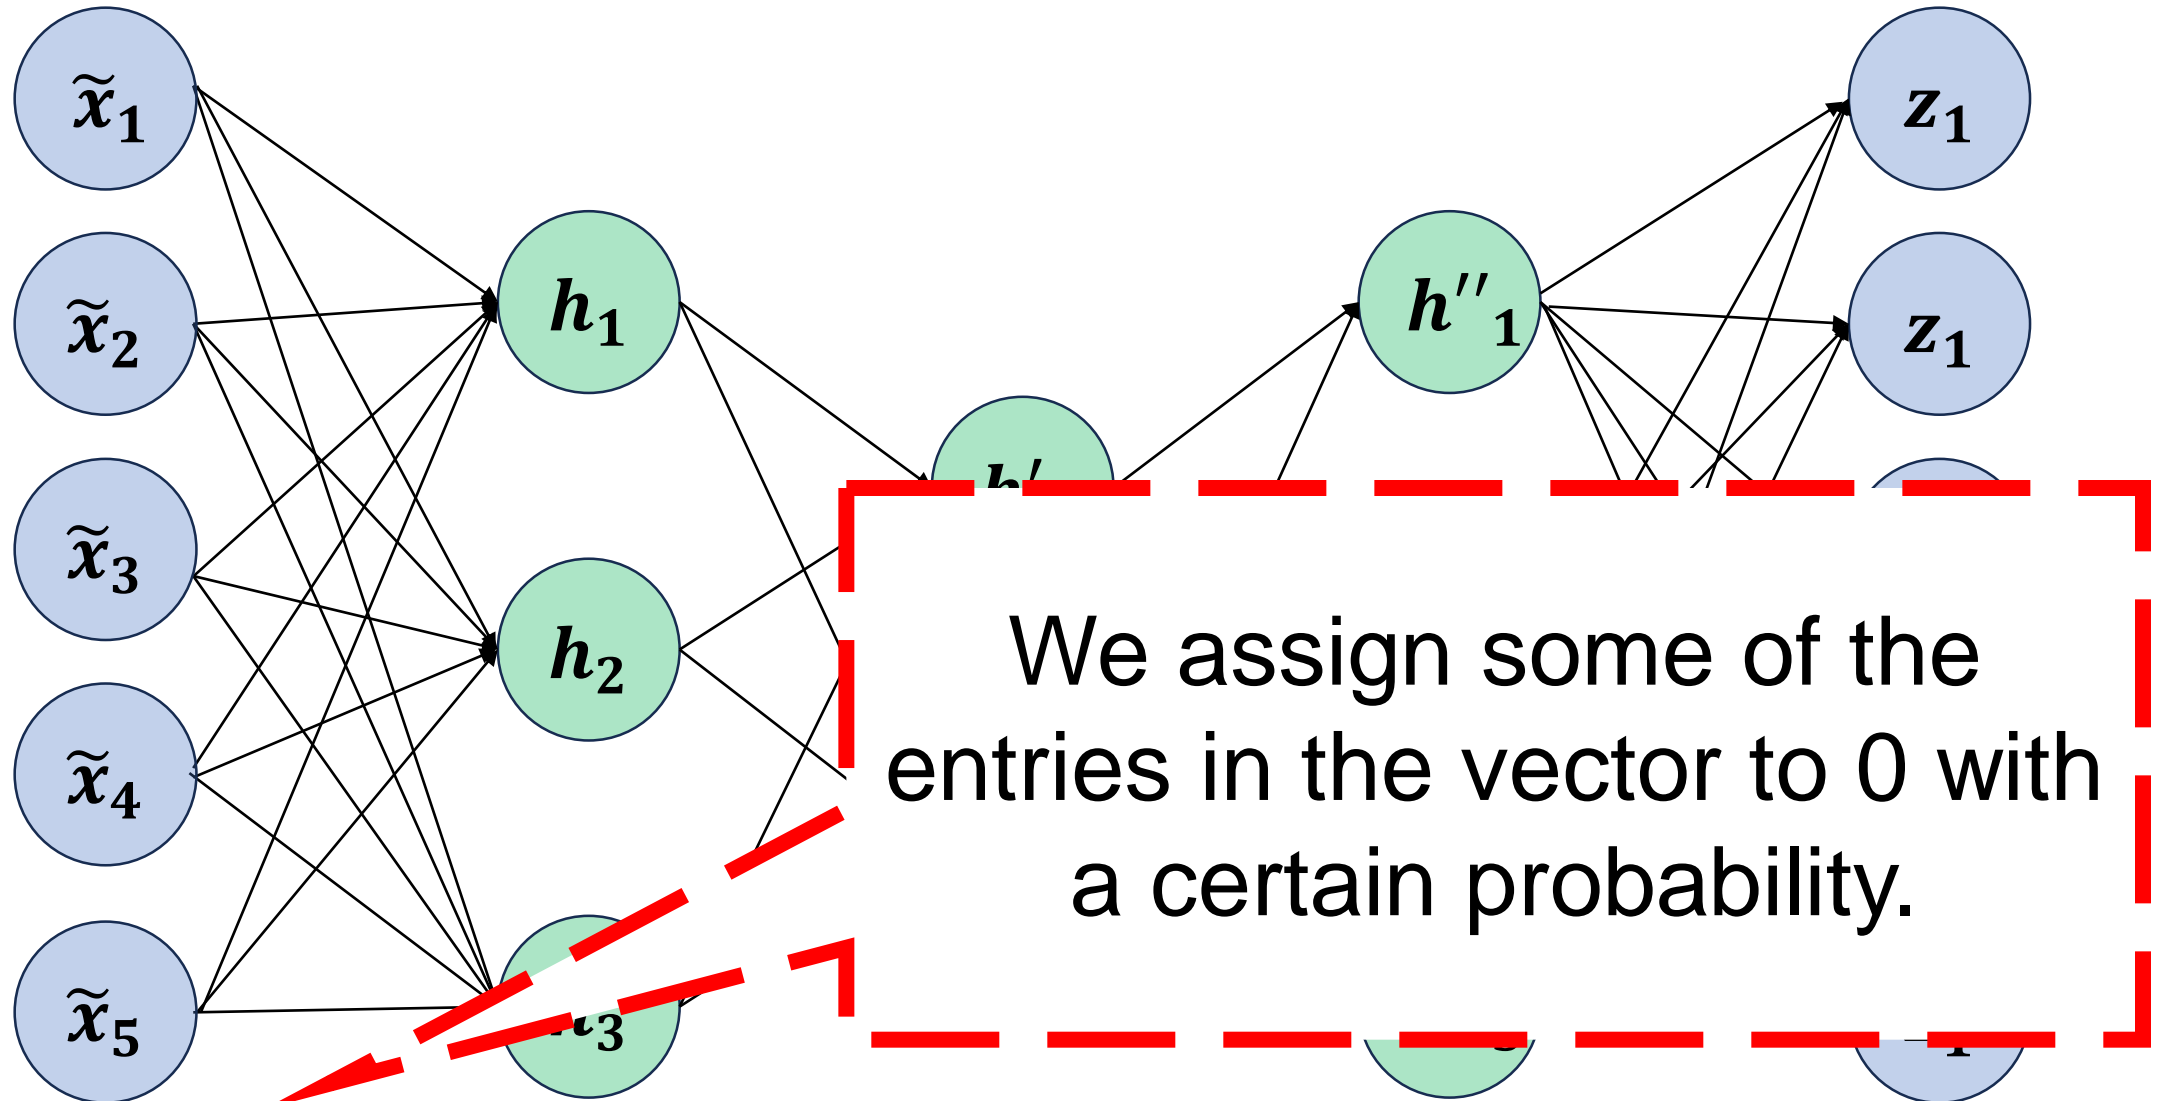 x̃₁
x̃₂
x̃₃
x̃₄
x̃₅
h₁
h₂
h″₁
z₁
z₁
We assign some of the
entries in the vector to 0 with
a certain probability.